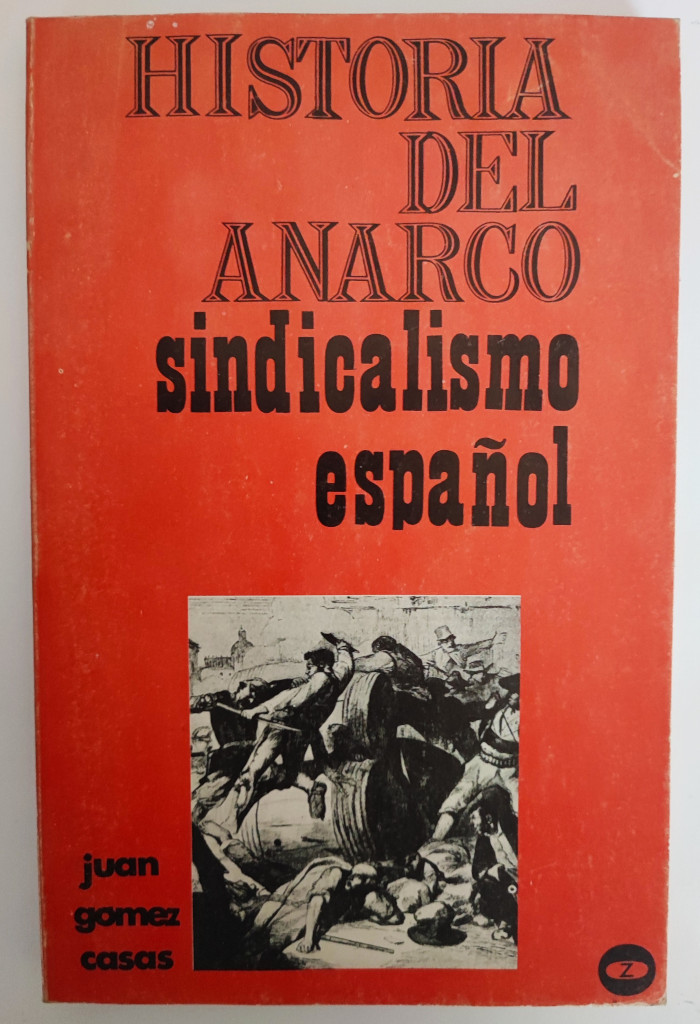 HISTORIA
DEL
ANARCO
sindicalismo
español
juan
gomez
casas
Z